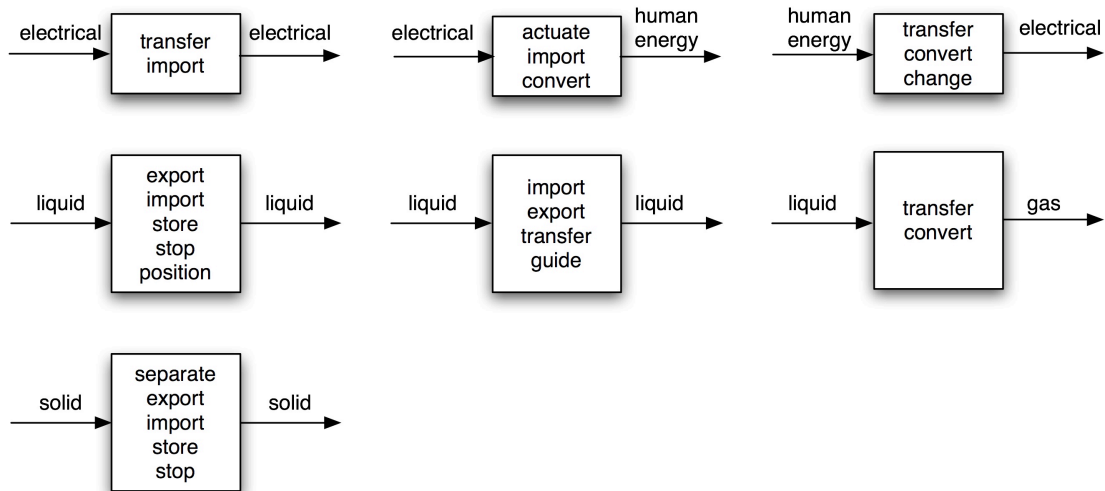 electrical
transfer
import
electrical
electrical
actuate
import
convert
human
energy
human
energy
transfer
convert
change
electrical
liquid
export
import
store
stop
position
liquid
liquid
import
export
transfer
guide
liquid
liquid
transfer
convert
gas
solid
separate
export
import
store
stop
solid